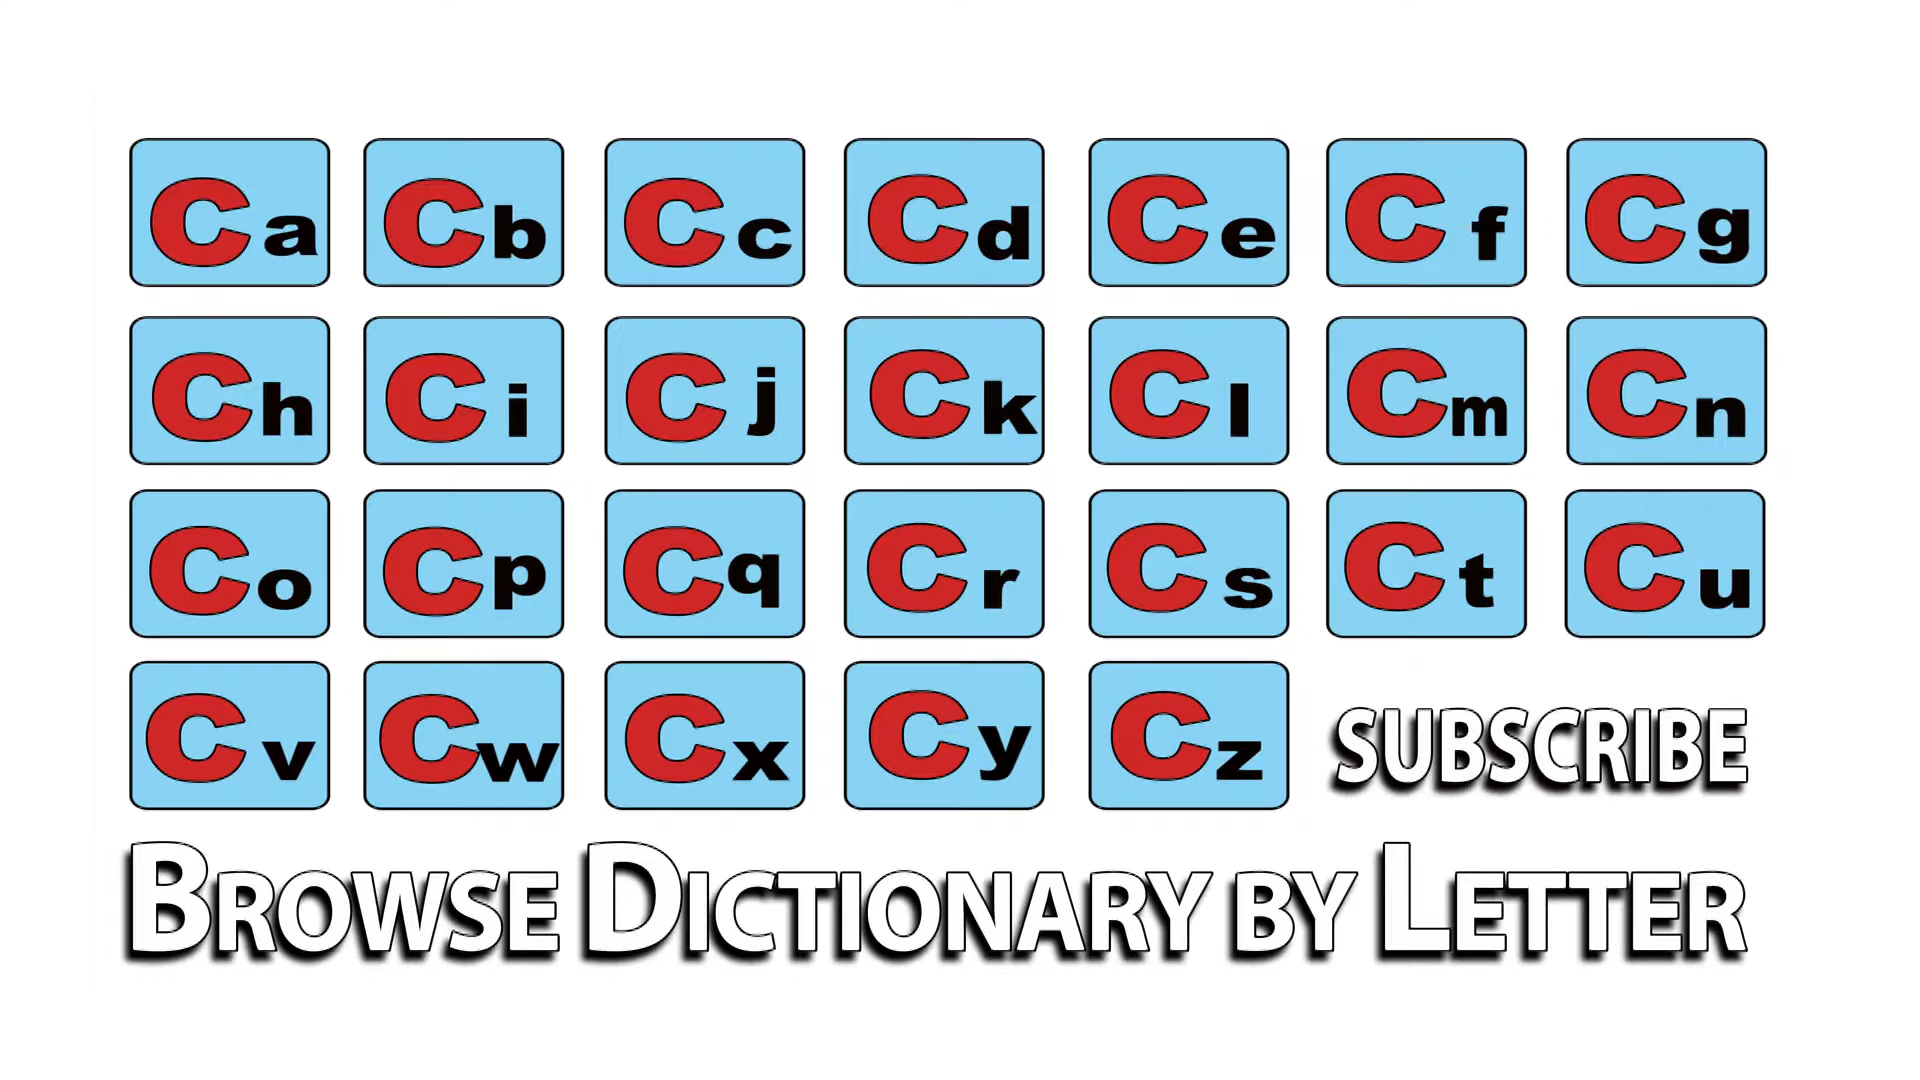 Ca Cb Cc Cd Ce Cf Cg
Ch Ci Cj Ck Cl Cm Cn
Co Cp Cq Cr Cs Ct Cu
Cv Cw Cx Cy Cz SUBSCRIBE
BROWSE DICTIONARY BY LETTER